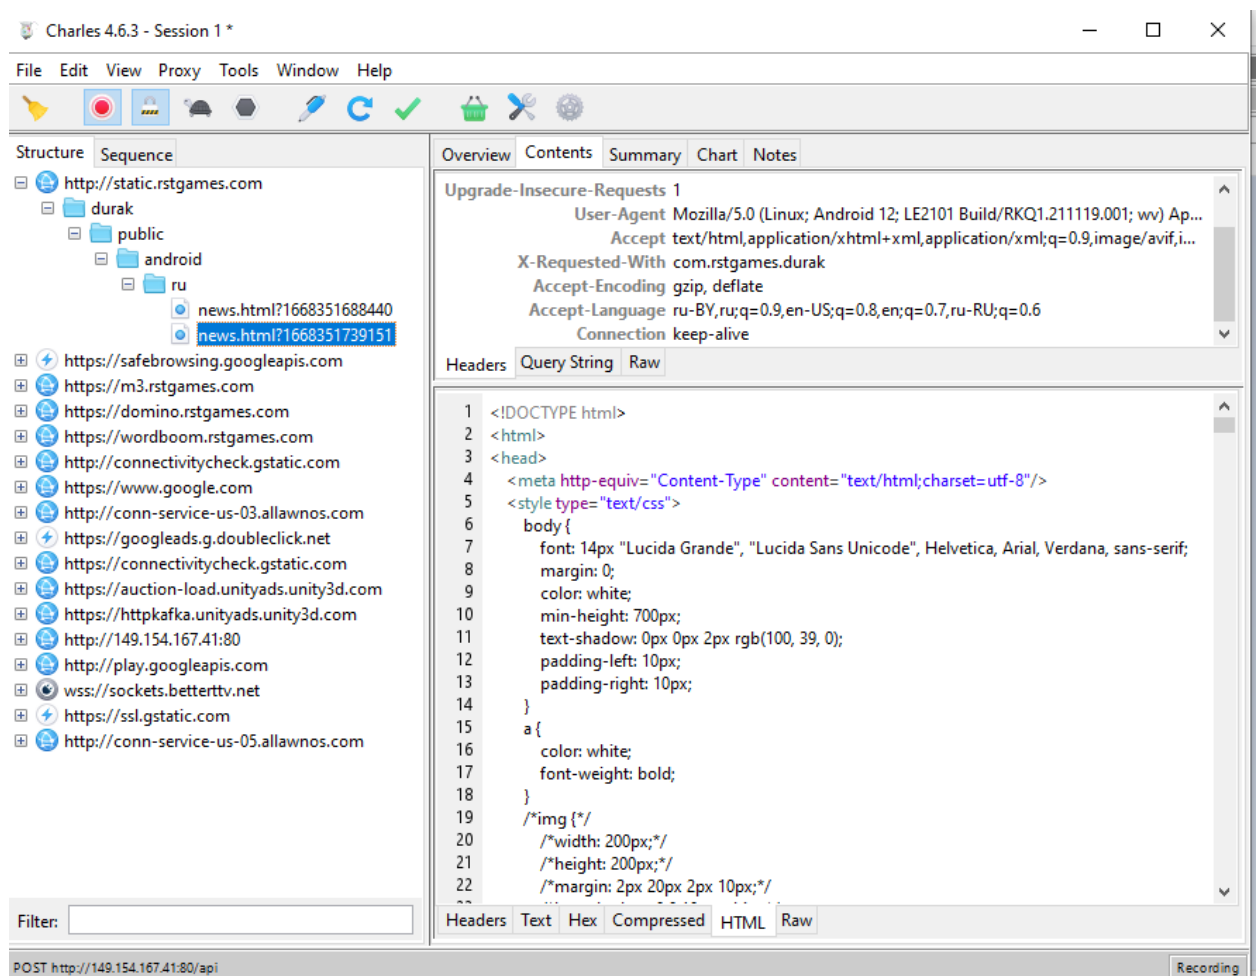 Charles 4.6.3 - Session 1 *
File Edit View Proxy Tools Window Help
Structure Sequence
http://static.rstgames.com
durak
public
android
ru
news.html?1668351688440
news.html?1668351739151
https://safebrowsing.googleapis.com
https://m3.rstgames.com
https://domino.rstgames.com
https://wordboom.rstgames.com
http://connectivitycheck.gstatic.com
https://www.google.com
http://conn-service-us-03.allawnos.com
https://googleads.g.doubleclick.net
https://connectivitycheck.gstatic.com
https://auction-load.unityads.unity3d.com
https://httpkafka.unityads.unity3d.com
http://149.154.167.41:80
http://play.googleapis.com
wss://sockets.betterttv.net
https://ssl.gstatic.com
http://conn-service-us-05.allawnos.com
Filter:
Overview Contents Summary Chart Notes
Upgrade-Insecure-Requests 1
User-Agent Mozilla/5.0 (Linux; Android 12; LE2101 Build/RKQ1.211119.001; wv) Ap...
Accept text/html,application/xhtml+xml,application/xml;q=0.9,image/avif,i...
X-Requested-With com.rstgames.durak
Accept-Encoding gzip, deflate
Accept-Language ru-BY,ru;q=0.9,en-US;q=0.8,en;q=0.7,ru-RU;q=0.6
Connection keep-alive
Headers Query String Raw
1 <!DOCTYPE html>
2 <html>
3 <head>
4 <meta http-equiv="Content-Type" content="text/html;charset=utf-8"/>
5 <style type="text/css">
6 body {
7 font: 14px "Lucida Grande", "Lucida Sans Unicode", Helvetica, Arial, Verdana, sans-serif;
8 margin: 0;
9 color: white;
10 min-height: 700px;
11 text-shadow: 0px 0px 2px rgb(100, 39, 0);
12 padding-left: 10px;
13 padding-right: 10px;
14 }
15 a {
16 color: white;
17 font-weight: bold;
18 }
19 /*img {*/
20 /*width: 200px;*/
21 /*height: 200px;*/
22 /*margin: 2px 20px 2px 10px;*/
Headers Text Hex Compressed HTML Raw
POST http://149.154.167.41:80/api
Recording